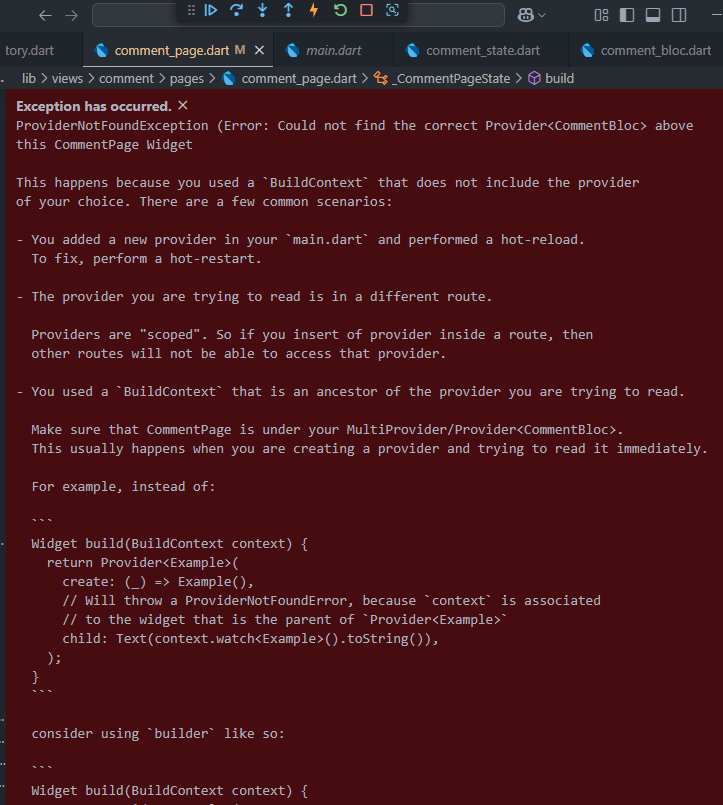 tory.dart
comment_page.dart M
main.dart
comment_state.dart
comment_bloc.dart
lib > views > comment > pages > comment_page.dart > _CommentPageState > build
Exception has occurred. ×
ProviderNotFoundException (Error: Could not find the correct Provider<CommentBloc> above
this CommentPage Widget
This happens because you used a `BuildContext` that does not include the provider
of your choice. There are a few common scenarios:
- You added a new provider in your `main.dart` and performed a hot-reload.
To fix, perform a hot-restart.
- The provider you are trying to read is in a different route.
Providers are "scoped". So if you insert of provider inside a route, then
other routes will not be able to access that provider.
- You used a `BuildContext` that is an ancestor of the provider you are trying to read.
Make sure that CommentPage is under your MultiProvider/Provider<CommentBloc>.
This usually happens when you are creating a provider and trying to read it immediately.
For example, instead of:
```
Widget build(BuildContext context) {
return Provider<Example>(
create: (_) => Example(),
// Will throw a ProviderNotFoundError, because `context` is associated
// to the widget that is the parent of `Provider<Example>`
child: Text(context.watch<Example>().toString()),
);
}
```
consider using `builder` like so:
```
Widget build(BuildContext context) {